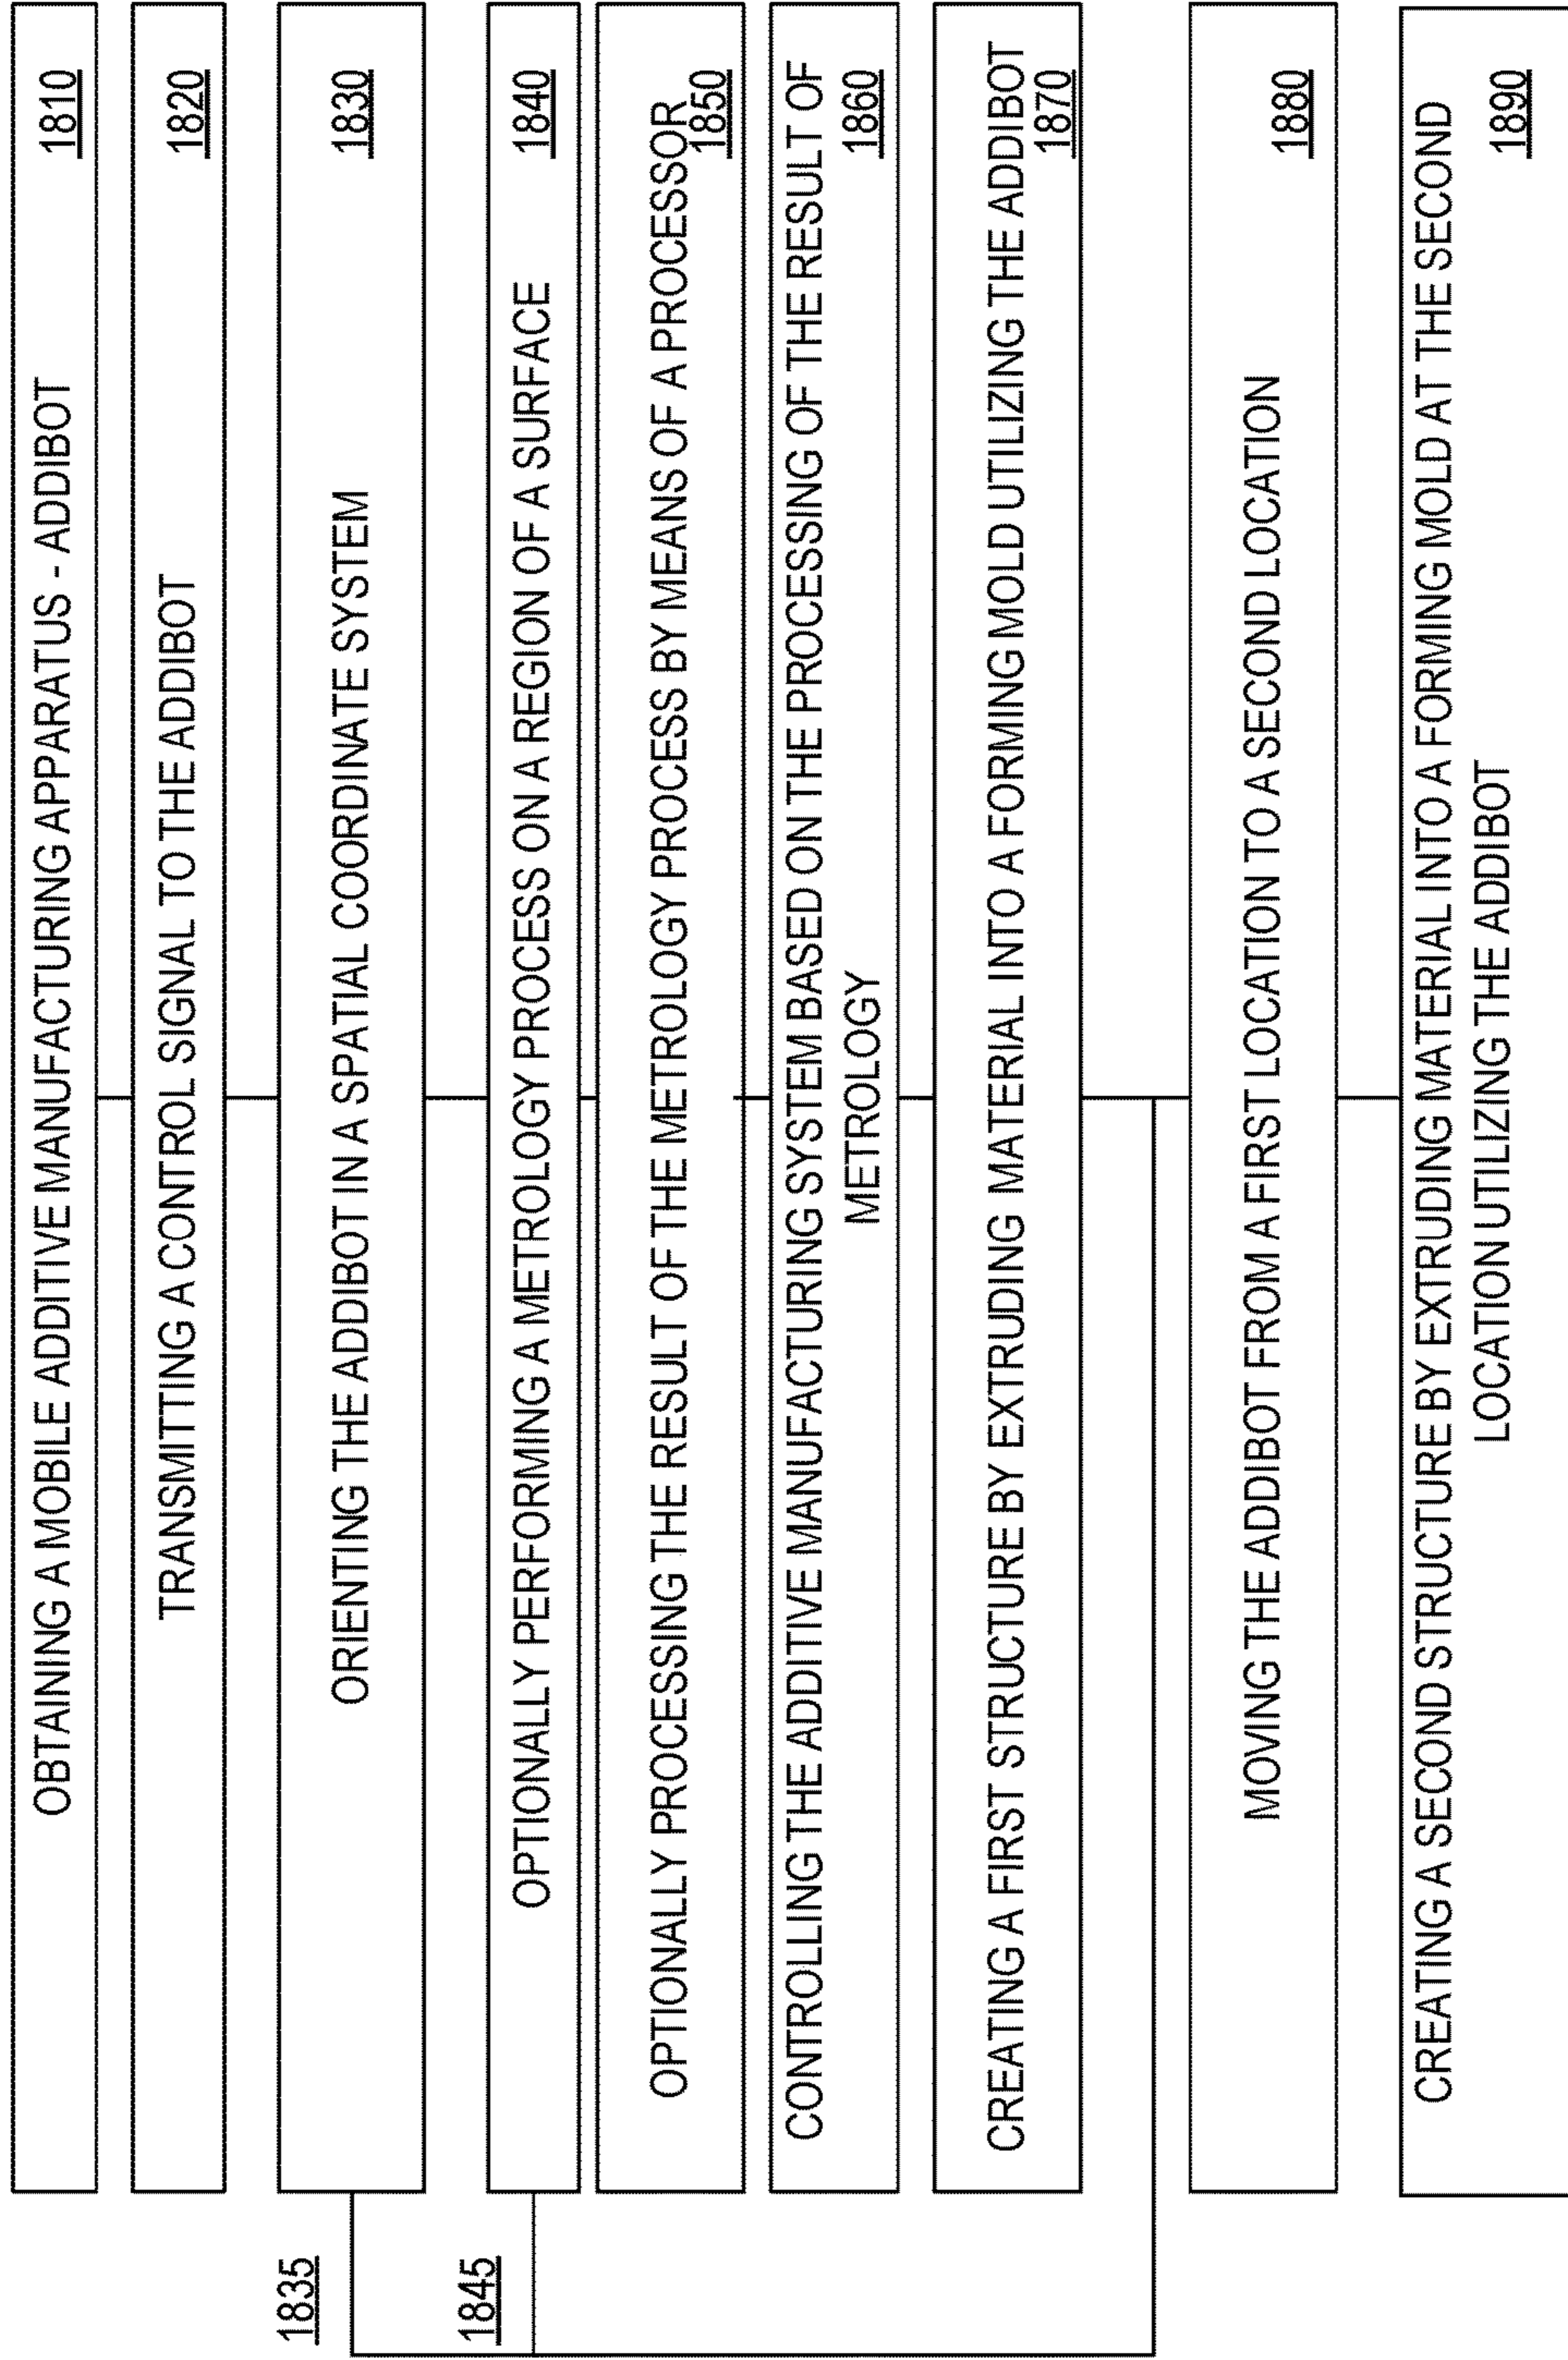 OBTAINING A MOBILE ADDITIVE MANUFACTURING APPARATUS - ADDIBOT
1810
TRANSMITTING A CONTROL SIGNAL TO THE ADDIBOT
1820
ORIENTING THE ADDIBOT IN A SPATIAL COORDINATE SYSTEM
1830
1835
OPTIONALLY PERFORMING A METROLOGY PROCESS ON A REGION OF A SURFACE
1840
1845
OPTIONALLY PROCESSING THE RESULT OF THE METROLOGY PROCESS BY MEANS OF A PROCESSOR
1850
CONTROLLING THE ADDITIVE MANUFACTURING SYSTEM BASED ON THE PROCESSING OF THE RESULT OF
METROLOGY
1860
CREATING A FIRST STRUCTURE BY EXTRUDING MATERIAL INTO A FORMING MOLD UTILIZING THE ADDIBOT
1870
MOVING THE ADDIBOT FROM A FIRST LOCATION TO A SECOND LOCATION
1880
CREATING A SECOND STRUCTURE BY EXTRUDING MATERIAL INTO A FORMING MOLD AT THE SECOND
LOCATION UTILIZING THE ADDIBOT
1890